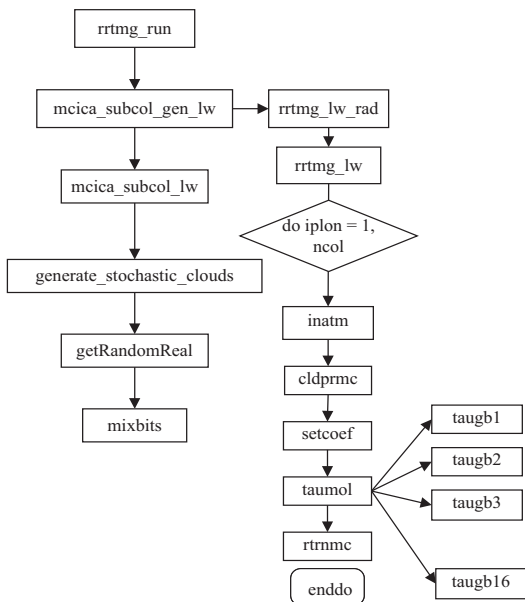 rrtmg_run
mcica_subcol_gen_lw
rrtmg_lw_rad
mcica_subcol_lw
rrtmg_lw
do iplon = 1,
ncol
generate_stochastic_clouds
inatm
getRandomReal
cldprmc
mixbits
setcoef
taugb1
taugb2
taumol
taugb3
rtrnmc
enddo
taugb16